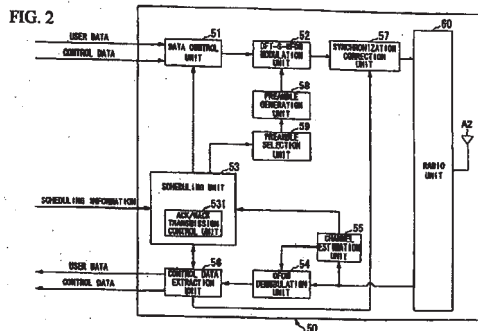 FIG. 2
USER DATA
CONTROL DATA
51
DATA CONTROL UNIT
52
DFT-S-OFDM MODULATION UNIT
57
SYNCHRONIZATION CORRECTION UNIT
60
RADIO UNIT
A2
58
PREAMBLE GENERATION UNIT
59
PREAMBLE SELECTION UNIT
53
SCHEDULING UNIT
531
ACK/NACK TRANSMISSION CONTROL UNIT
SCHEDULING INFORMATION
55
CHANNEL ESTIMATION UNIT
USER DATA
CONTROL DATA
56
CONTROL DATA EXTRACTION UNIT
54
OFDM DEMODULATION UNIT
50